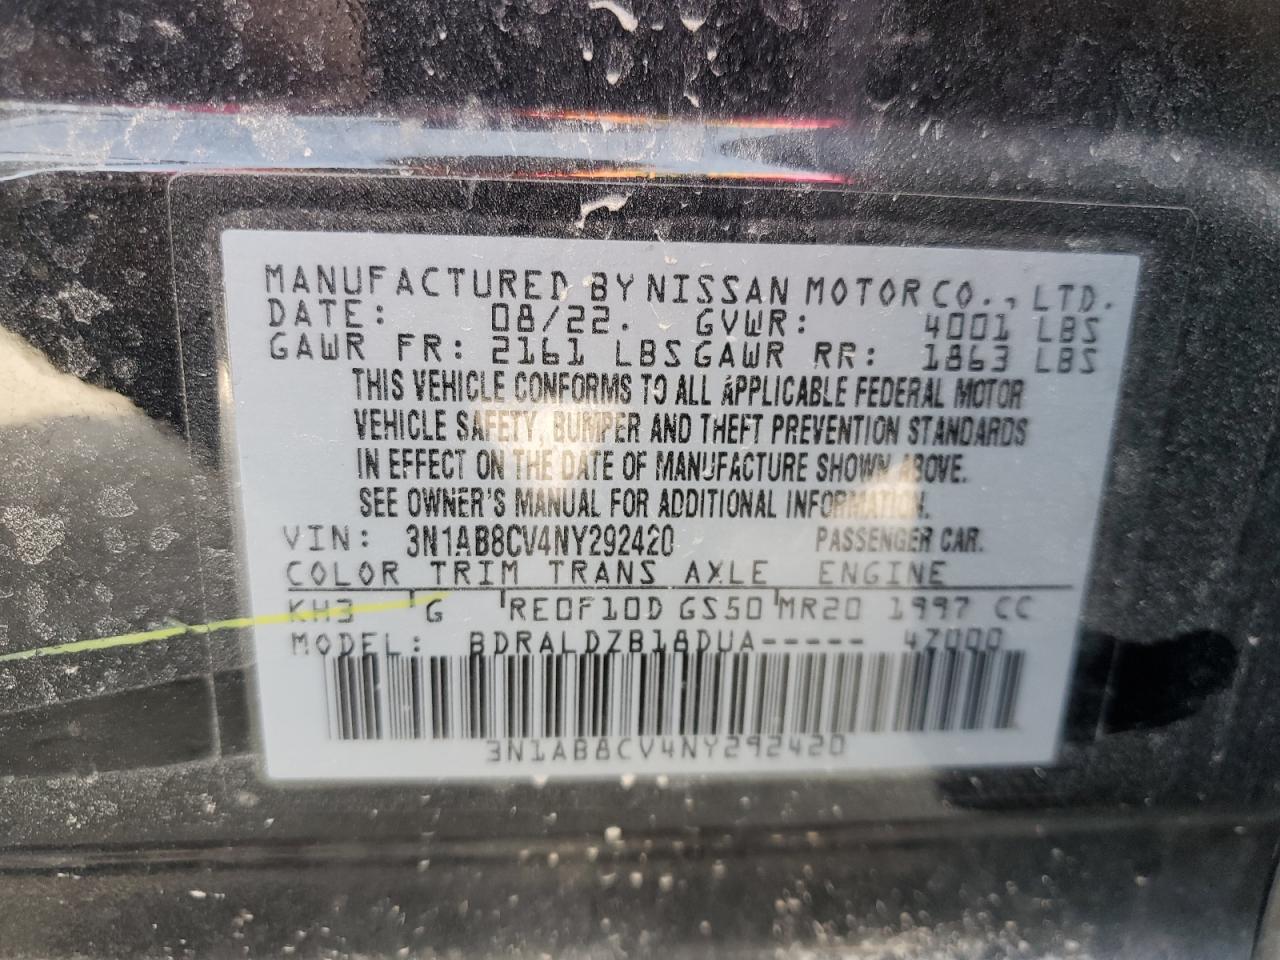 MANUFACTURED BY NISSAN MOTOR CO., LTD.
DATE: 08/22. GVWR: 4001 LBS
GAWR FR: 2161 LBS GAWR RR: 1863 LBS
THIS VEHICLE CONFORMS TO ALL APPLICABLE FEDERAL MOTOR
VEHICLE SAFETY, BUMPER AND THEFT PREVENTION STANDARDS
IN EFFECT ON THE DATE OF MANUFACTURE SHOWN ABOVE.
SEE OWNER'S MANUAL FOR ADDITIONAL INFORMATION.
VIN: 3N1AB8CV4NY292420 PASSENGER CAR.
COLOR TRIM TRANS AXLE ENGINE
KH3 G RE0F10D GS50 MR20 1997 CC
MODEL: BDRALDZB18DUA----- 4Z000
3N1AB8CV4NY292420